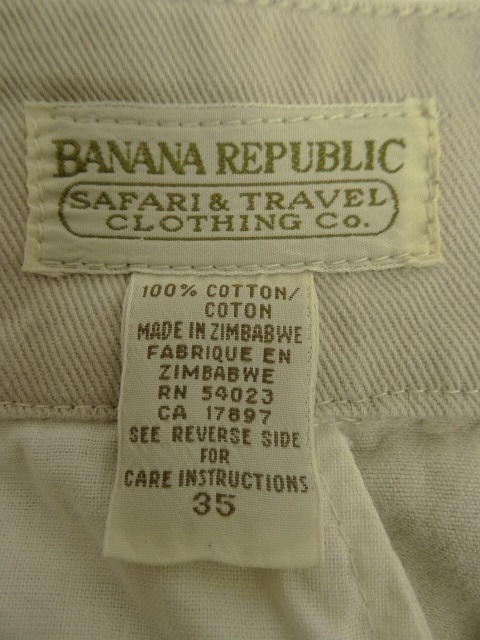 BANANA REPUBLIC
SAFARI & TRAVEL
CLOTHING Co.
100% COTTON/
COTON
MADE IN ZIMBABWE
FABRIQUE EN
ZIMBABWE
RN 54023
CA 17897
SEE REVERSE SIDE
FOR
CARE INSTRUCTIONS
35